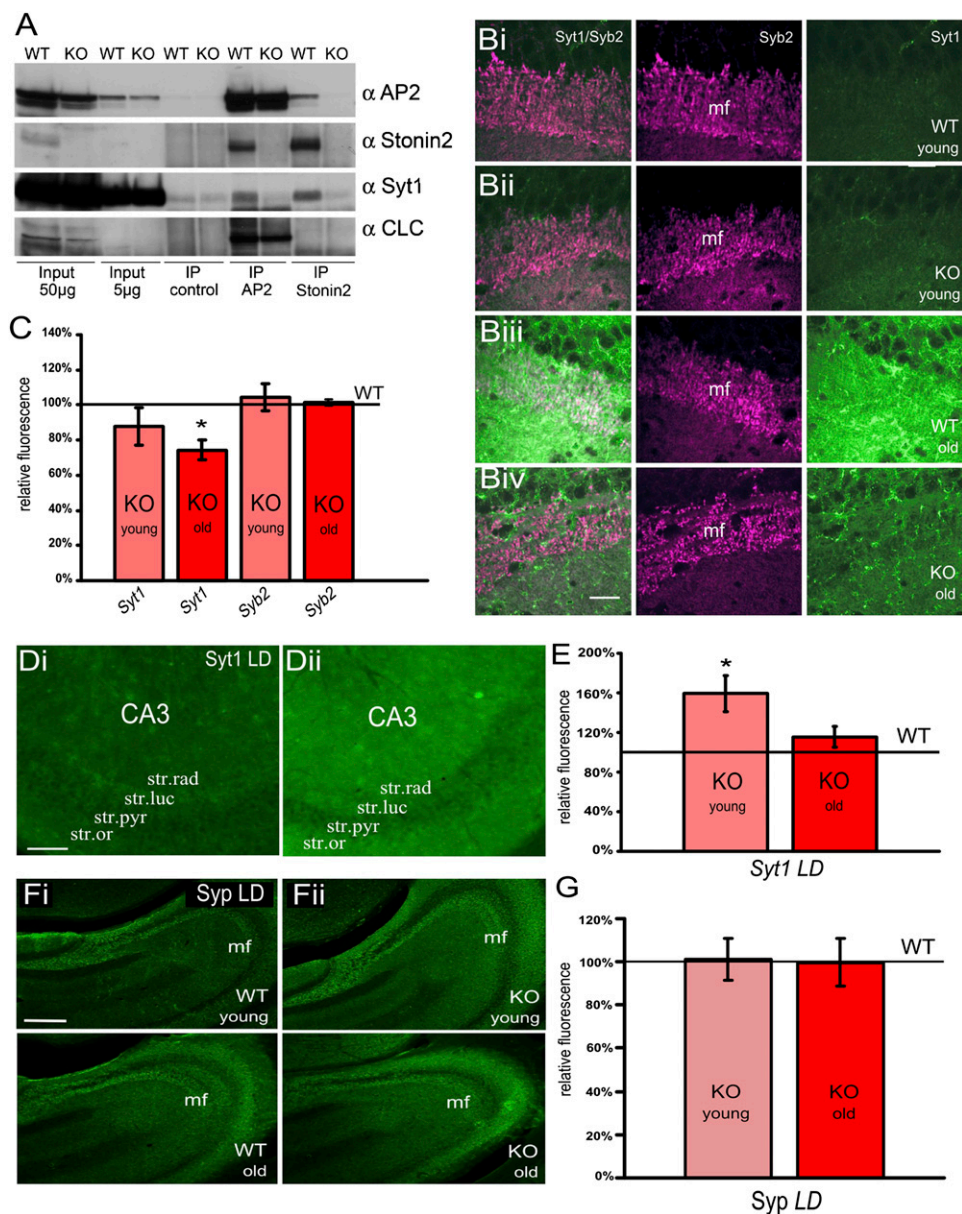 A
WT KO WT KO WT KO WT KO WT KO
α AP2
α Stonin2
α Syt1
α CLC
Input 50µg
Input 5µg
IP control
IP AP2
IP Stonin2
Bi
Syt1/Syb2
Syb2
mf
Syt1
WT
young
Bii
mf
KO
young
Biii
mf
WT
old
Biv
mf
KO
old
C
relative fluorescence
140%
120%
100%
80%
60%
40%
20%
0%
WT
KO
young
*
KO
old
KO
young
KO
old
Syt1
Syt1
Syb2
Syb2
Di
Syt1 LD
CA3
str.rad
str.luc
str.pyr
str.or
Dii
CA3
str.rad
str.luc
str.pyr
str.or
E
relative fluorescence
200%
160%
120%
80%
40%
0%
*
WT
KO
young
KO
old
Syt1 LD
Fi
Syp LD
mf
WT
young
Fii
mf
KO
young
mf
WT
old
mf
KO
old
G
relative fluorescence
120%
100%
80%
60%
40%
20%
0%
WT
KO
young
KO
old
Syp LD